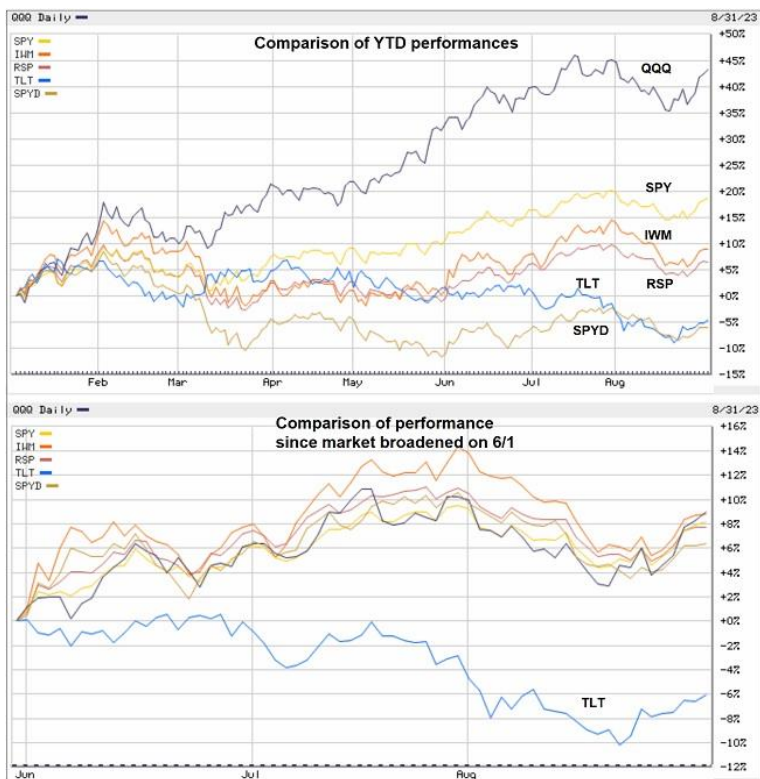 QQQ Daily 8/31/23
Comparison of YTD performances
SPY
IWM
RSP
TLT
SPYD
QQQ
SPY
IWM
TLT
RSP
SPYD
+50%
+45%
+40%
+35%
+30%
+25%
+20%
+15%
+10%
+5%
+0%
-5%
-10%
-15%
Feb Mar Apr May Jun Jul Aug
QQQ Daily 8/31/23
Comparison of performance
since market broadened on 6/1
SPY
IWM
RSP
TLT
SPYD
TLT
+16%
+14%
+12%
+10%
+8%
+6%
+4%
+2%
+0%
-2%
-4%
-6%
-8%
-10%
-12%
Jun Jul Aug